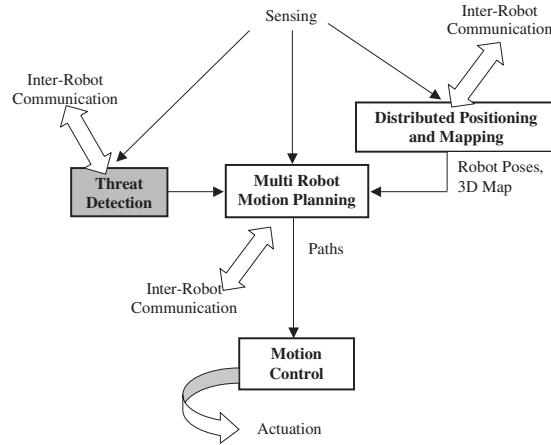 Sensing
Inter-Robot
Communication
Inter-Robot
Communication
Distributed Positioning
and Mapping
Threat
Detection
Multi Robot
Motion Planning
Robot Poses,
3D Map
Paths
Inter-Robot
Communication
Motion
Control
Actuation